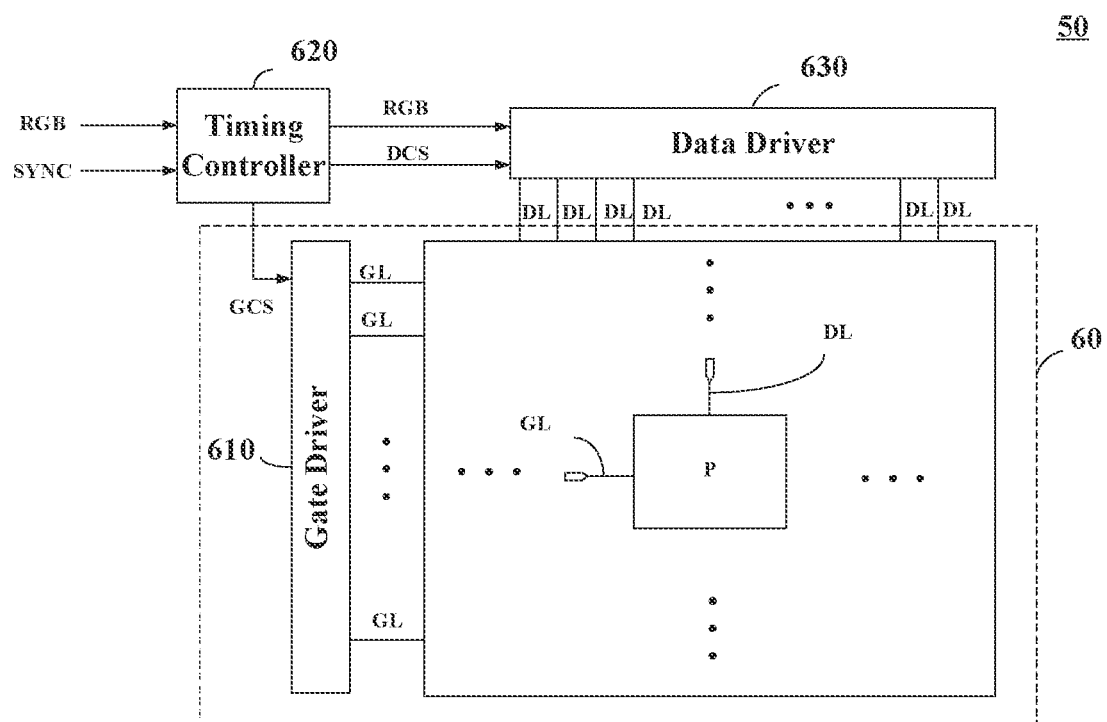 50
620
630
RGB
SYNC
Timing
Controller
RGB
DCS
Data Driver
DL DL DL DL DL DL
GCS
GL
GL
DL
60
610
Gate Driver
GL
P
GL